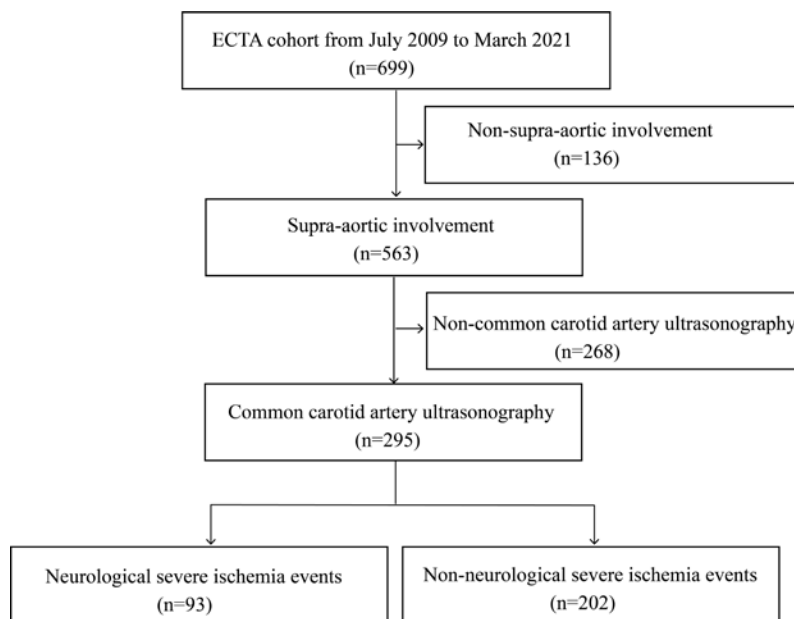 ECTA cohort from July 2009 to March 2021
(n=699)
Non-supra-aortic involvement
(n=136)
Supra-aortic involvement
(n=563)
Non-common carotid artery ultrasonography
(n=268)
Common carotid artery ultrasonography
(n=295)
Neurological severe ischemia events
(n=93)
Non-neurological severe ischemia events
(n=202)